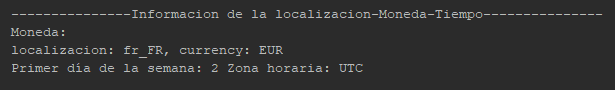 ---------------Informacion de la localizacion-Moneda-Tiempo---------------
Moneda:
localizacion: fr_FR, currency: EUR
Primer día de la semana: 2 Zona horaria: UTC